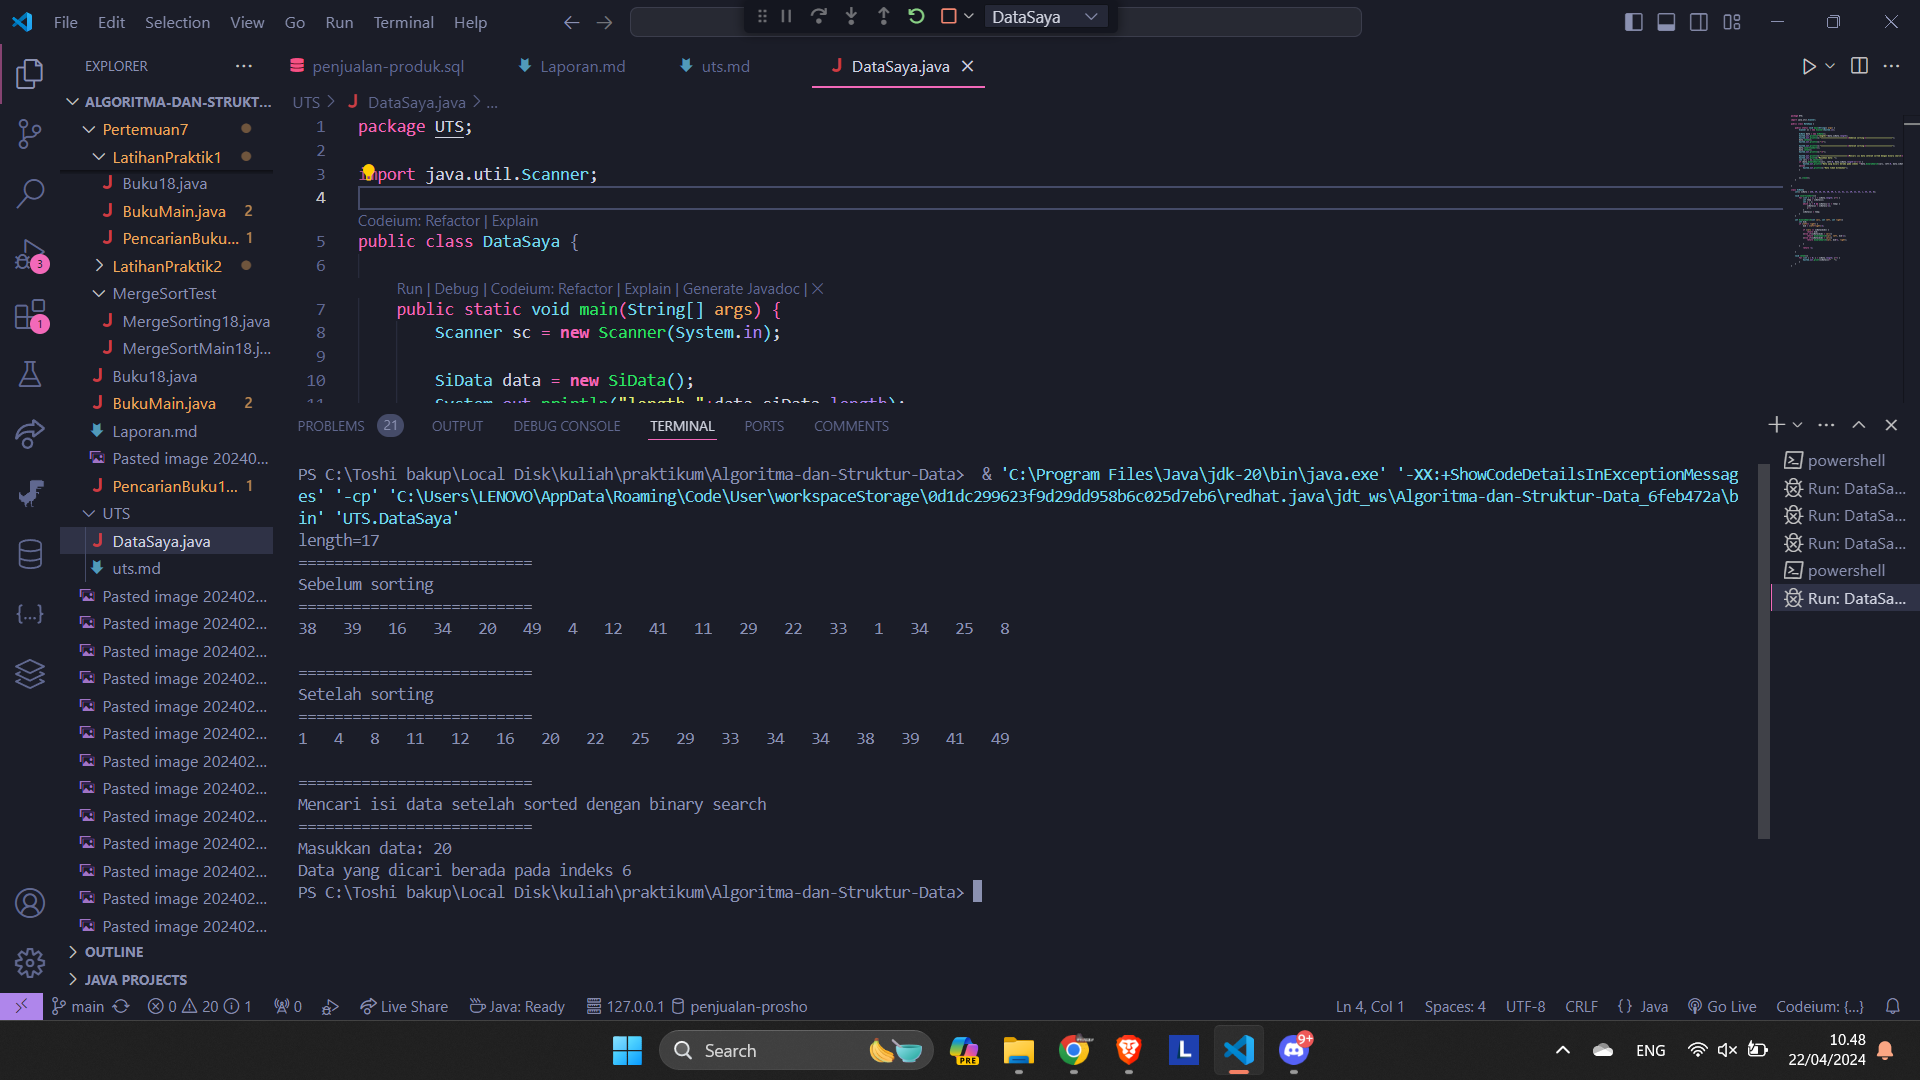 File Edit Selection View Go Run Terminal Help
DataSaya
EXPLORER
penjualan-produk.sql Laporan.md uts.md DataSaya.java
ALGORITMA-DAN-STRUKT...
Pertemuan7
LatihanPraktik1
Buku18.java
BukuMain.java 2
PencarianBuku... 1
LatihanPraktik2
MergeSortTest
MergeSorting18.java
MergeSortMain18.j...
Buku18.java
BukuMain.java 2
Laporan.md
Pasted image 20240...
PencarianBuku1... 1
UTS
DataSaya.java
uts.md
Pasted image 202402...
Pasted image 202402...
Pasted image 202402...
Pasted image 202402...
Pasted image 202402...
Pasted image 202402...
Pasted image 202402...
Pasted image 202402...
Pasted image 202402...
Pasted image 202402...
Pasted image 202402...
Pasted image 202402...
Pasted image 202402...
OUTLINE
JAVA PROJECTS
3
1
UTS > DataSaya.java > ...
1 package UTS;
2
3 import java.util.Scanner;
4
Codeium: Refactor | Explain
5 public class DataSaya {
6
Run | Debug | Codeium: Refactor | Explain | Generate Javadoc | X
7 public static void main(String[] args) {
8 Scanner sc = new Scanner(System.in);
9
10 SiData data = new SiData();
11 System.out.println("length="+data.siData.length);
PROBLEMS 21 OUTPUT DEBUG CONSOLE TERMINAL PORTS COMMENTS
PS C:\Toshi bakup\Local Disk\kuliah\praktikum\Algoritma-dan-Struktur-Data>  & 'C:\Program Files\Java\jdk-20\bin\java.exe' '-XX:+ShowCodeDetailsInExceptionMessag
es' '-cp' 'C:\Users\LENOVO\AppData\Roaming\Code\User\workspaceStorage\0d1dc299623f9d29dd958b6c025d7eb6\redhat.java\jdt_ws\Algoritma-dan-Struktur-Data_6feb472a\b
in' 'UTS.DataSaya'
length=17
==========================
Sebelum sorting
==========================
38 39 16 34 20 49 4 12 41 11 29 22 33 1 34 25 8
==========================
Setelah sorting
==========================
1 4 8 11 12 16 20 22 25 29 33 34 34 38 39 41 49
==========================
Mencari isi data setelah sorted dengan binary search
==========================
Masukkan data: 20
Data yang dicari berada pada indeks 6
PS C:\Toshi bakup\Local Disk\kuliah\praktikum\Algoritma-dan-Struktur-Data>
powershell
Run: DataSa...
Run: DataSa...
Run: DataSa...
powershell
Run: DataSa...
main 0 20 1 0 Live Share Java: Ready 127.0.0.1 penjualan-prosho Ln 4, Col 1 Spaces: 4 UTF-8 CRLF {} Java Go Live Codeium: {...}
Search PRE L 9+ ENG 10.48
22/04/2024